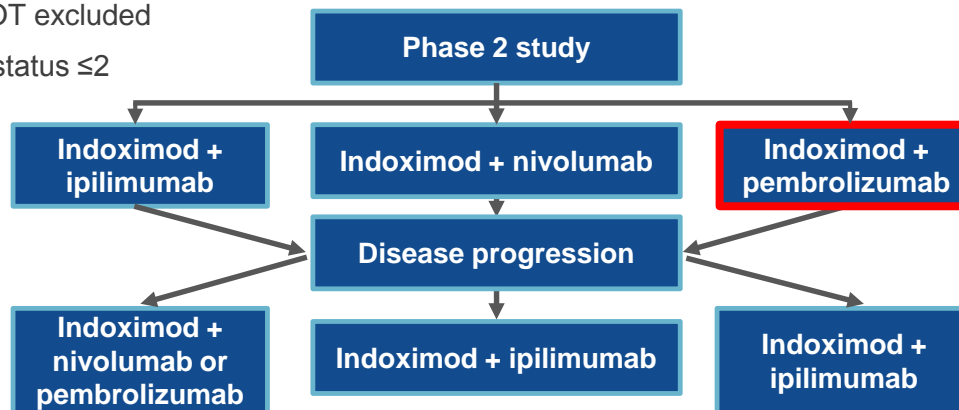 OT excluded
status ≤2
Phase 2 study
Indoximod +
ipilimumab
Indoximod + nivolumab
Indoximod +
pembrolizumab
Disease progression
Indoximod +
nivolumab or
pembrolizumab
Indoximod + ipilimumab
Indoximod +
ipilimumab